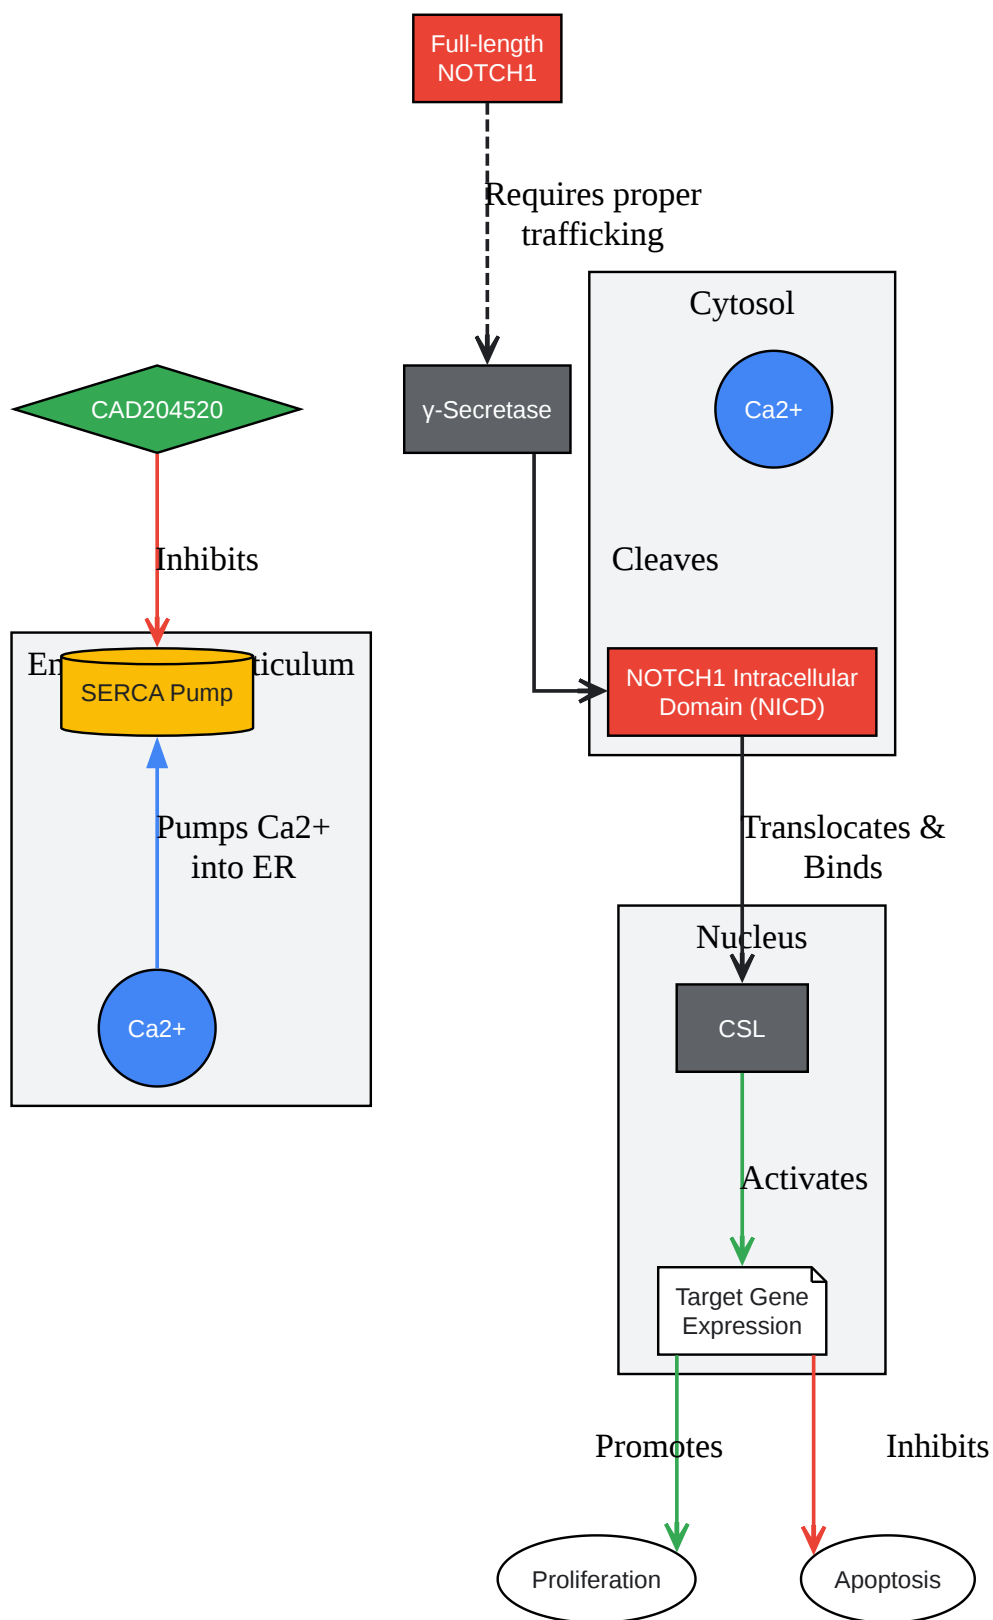 Full-length
NOTCH1
Requires proper
trafficking
Cytosol
CAD204520
γ-Secretase
Ca2+
Inhibits
Cleaves
SERCA Pump
NOTCH1 Intracellular
Domain (NICD)
Pumps Ca2+
into ER
Translocates &
Binds
Nucleus
Ca2+
CSL
Activates
Target Gene
Expression
Promotes
Inhibits
Proliferation
Apoptosis